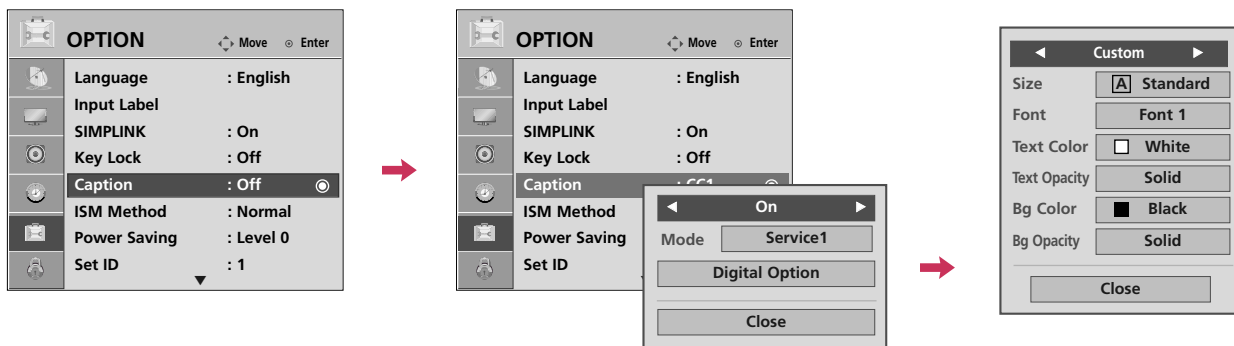 OPTION Move Enter
Language : English
Input Label
SIMPLINK : On
Key Lock : Off
Caption : Off
ISM Method : Normal
Power Saving : Level 0
Set ID : 1
OPTION Move Enter
Language : English
Input Label
SIMPLINK : On
Key Lock : Off
Caption : CC1
ISM Method
Power Saving
Set ID
On
Mode Service1
Digital Option
Close
Custom
Size A Standard
Font Font 1
Text Color White
Text Opacity Solid
Bg Color Black
Bg Opacity Solid
Close